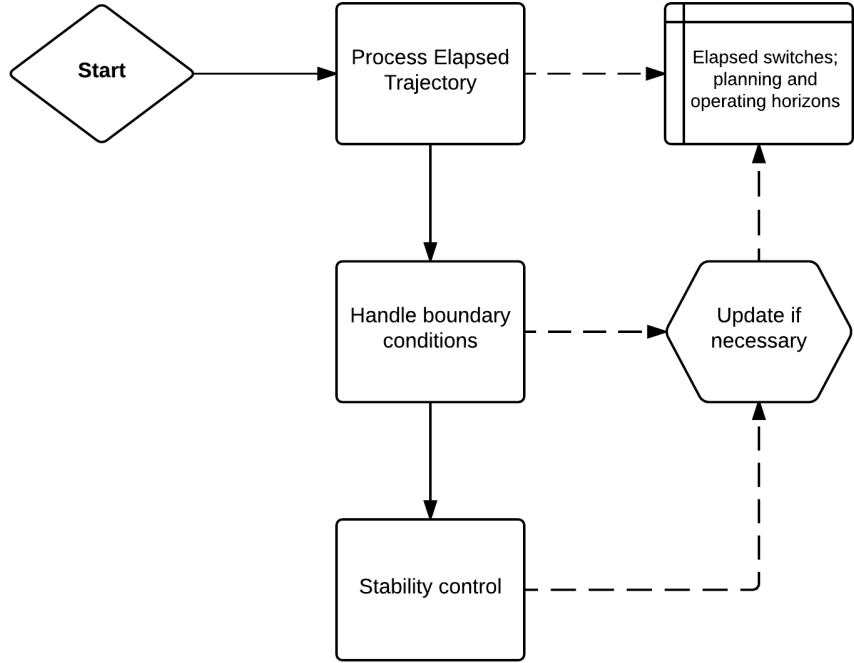 Start
Process Elapsed
Trajectory
Elapsed switches;
planning and
operating horizons
Handle boundary
conditions
Update if
necessary
Stability control